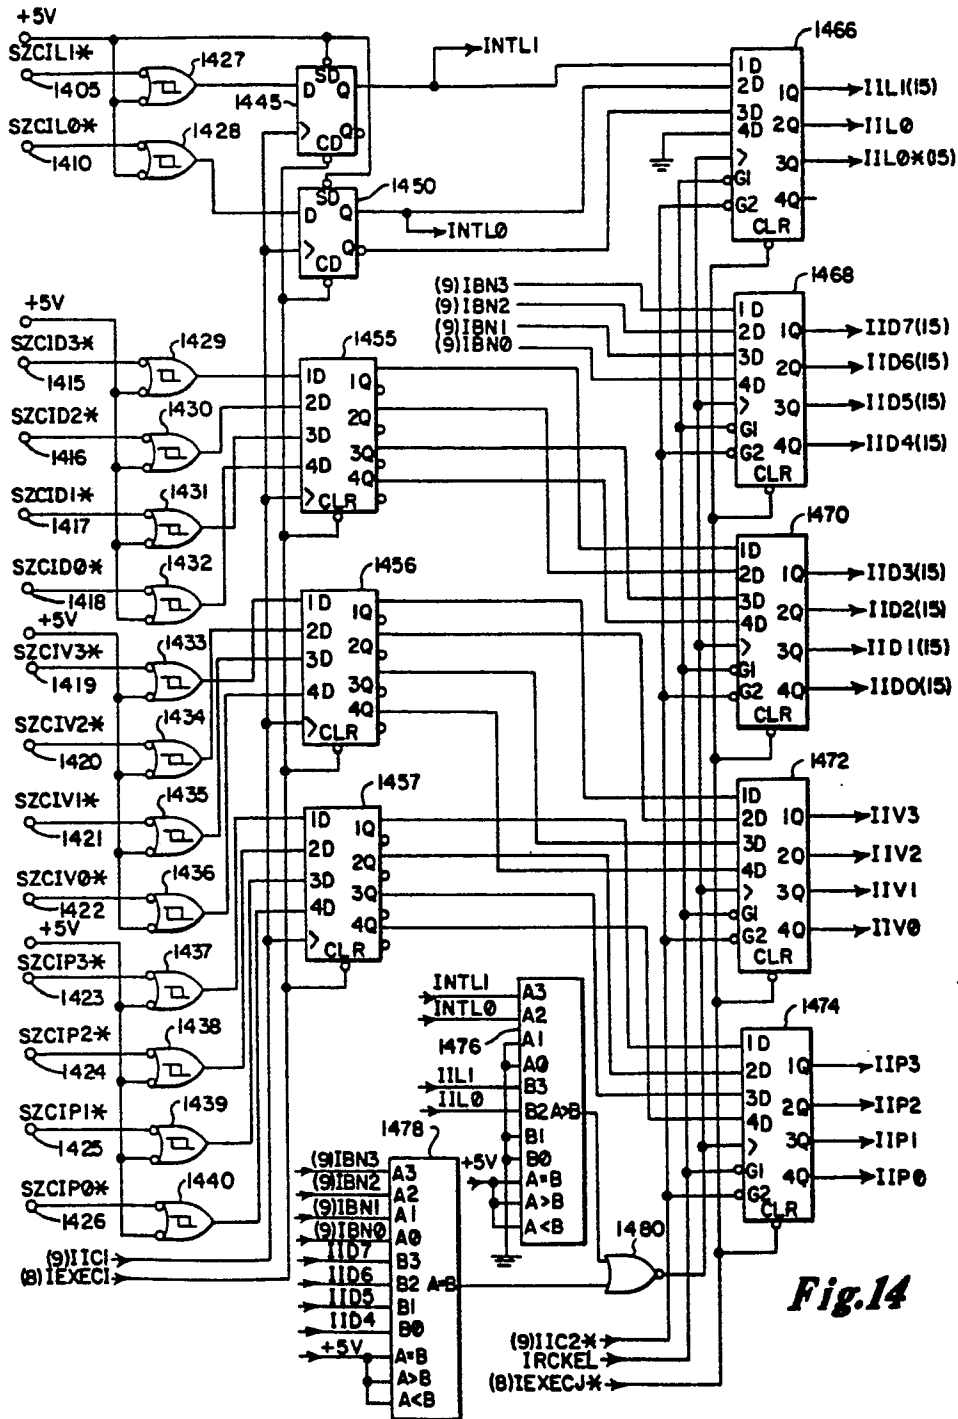 +5V
SZCIL1*
1405
1427
SZCIL0*
1410
1428
1445
SD
D
Q
Q
CD
INTL1
1450
SD
D
Q
Q
CD
INTL0
1466
1D
2D
3D
4D
G1
G2
CLR
1Q
2Q
3Q
4Q
IIL1(15)
IIL0
IIL0*(15)
(9)IBN3
(9)IBN2
(9)IBN1
(9)IBN0
1468
1D
2D
3D
4D
G1
G2
CLR
1Q
2Q
3Q
4Q
IID7(15)
IID6(15)
IID5(15)
IID4(15)
+5V
SZCID3*
1415
1429
SZCID2*
1416
1430
SZCID1*
1417
1431
SZCID0*
1418
1432
1455
1D
2D
3D
4D
CLR
1Q
2Q
3Q
4Q
1470
1D
2D
3D
4D
G1
G2
CLR
1Q
2Q
3Q
4Q
IID3(15)
IID2(15)
IID1(15)
IID0(15)
+5V
SZCIV3*
1419
1433
SZCIV2*
1420
1434
SZCIV1*
1421
1435
SZCIV0*
1422
1436
1456
1D
2D
3D
4D
CLR
1Q
2Q
3Q
4Q
1472
1D
2D
3D
4D
G1
G2
CLR
1Q
2Q
3Q
4Q
IIV3
IIV2
IIV1
IIV0
+5V
SZCIP3*
1423
1437
SZCIP2*
1424
1438
SZCIP1*
1425
1439
SZCIP0*
1426
1440
1457
1D
2D
3D
4D
CLR
1Q
2Q
3Q
4Q
1474
1D
2D
3D
4D
G1
G2
CLR
1Q
2Q
3Q
4Q
IIP3
IIP2
IIP1
IIP0
INTL1
INTL0
1476
IIL1
IIL0
+5V
A3
A2
A1
A0
B3
B2 A>B
B1
B0
A=B
A>B
A<B
1478
(9)IBN3
(9)IBN2
(9)IBN1
(9)IBN0
IID7
IID6
IID5
IID4
+5V
A3
A2
A1
A0
B3
B2 A=B
B1
B0
A=B
A>B
A<B
1480
(9)IIC1
(8)IEXECI
(9)IIC2*
IRCKEL
(8)IEXECJ*
Fig.14